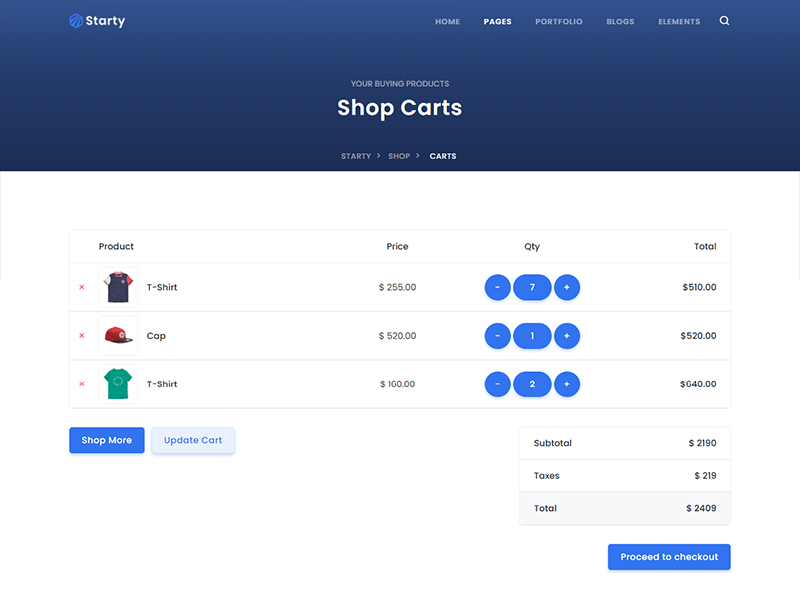 Starty HOME PAGES PORTFOLIO BLOGS ELEMENTS
YOUR BUYING PRODUCTS
Shop Carts
STARTY > SHOP > CARTS
Product Price Qty Total
× T-Shirt $ 255.00 - 7 + $510.00
× Cap $ 520.00 - 1 + $520.00
× T-Shirt $ 160.00 - 2 + $640.00
Shop More Update Cart
Subtotal $ 2190
Taxes $ 219
Total $ 2409
Proceed to checkout